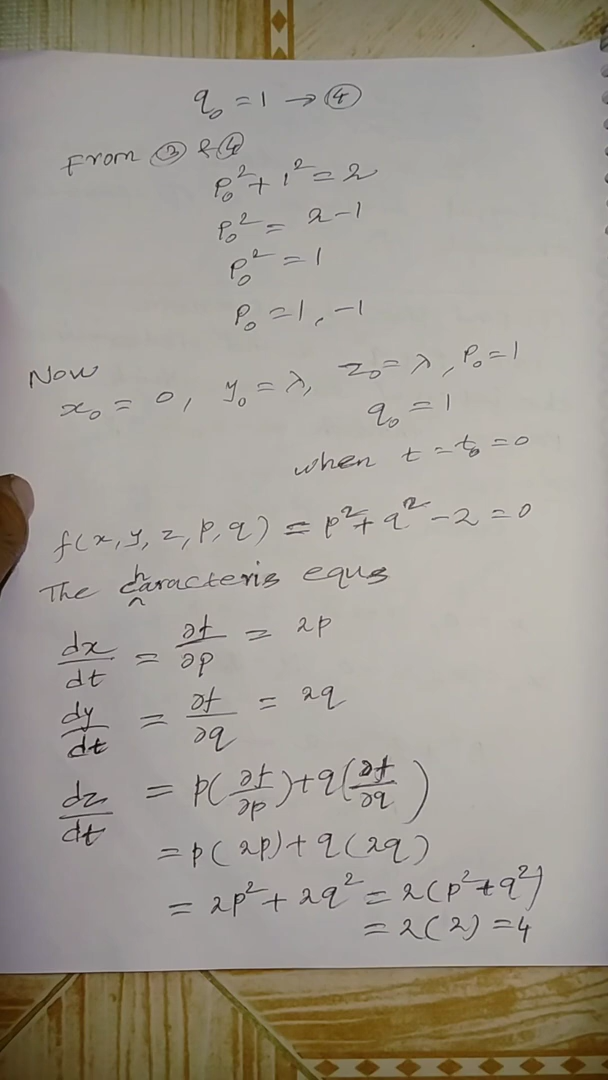 q₀ = 1 → ④
From ③ & ④
p₀² + 1² = 2
p₀² = 2-1
p₀² = 1
p₀ = 1, -1
Now
x₀ = 0, y₀ = λ, z₀ = λ, p₀ = 1
q₀ = 1
when t = t₀ = 0
f(x, y, z, p, q) = p² + q² - 2 = 0
The characteris equs
dx/dt = ∂f/∂p = 2p
dy/dt = ∂f/∂q = 2q
dz/dt = p(∂f/∂p) + q(∂f/∂q)
= p(2p) + q(2q)
= 2p² + 2q² = 2(p² + q²)
= 2(2) = 4